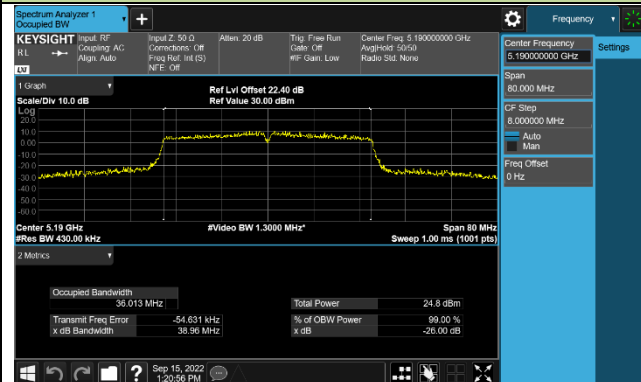 Spectrum Analyzer 1
Occupied BW
+
Frequency
KEYSIGHT
RL
LXI
Input: RF
Coupling: AC
Align: Auto
Input Z: 50 Ω
Corrections: Off
Freq Ref: Int (S)
NFE: Off
Atten: 20 dB
Trig: Free Run
Gate: Off
#IF Gain: Low
Center Freq: 5.190000000 GHz
Avg|Hold: 50/50
Radio Std: None
Center Frequency
5.190000000 GHz
Settings
Span
80.000 MHz
CF Step
8.000000 MHz
Auto
Man
Freq Offset
0 Hz
1 Graph
Ref Lvl Offset 22.40 dB
Scale/Div 10.0 dB
Ref Value 30.00 dBm
Log
20.0
10.0
0.00
-10.0
-20.0
-30.0
-40.0
-50.0
-60.0
Center 5.19 GHz
#Video BW 1.3000 MHz*
Span 80 MHz
#Res BW 430.00 kHz
Sweep 1.00 ms (1001 pts)
2 Metrics
Occupied Bandwidth
36.013 MHz
Total Power
24.8 dBm
Transmit Freq Error
-54.631 kHz
% of OBW Power
99.00 %
x dB Bandwidth
38.96 MHz
x dB
-26.00 dB
?
Sep 15, 2022
1:20:56 PM